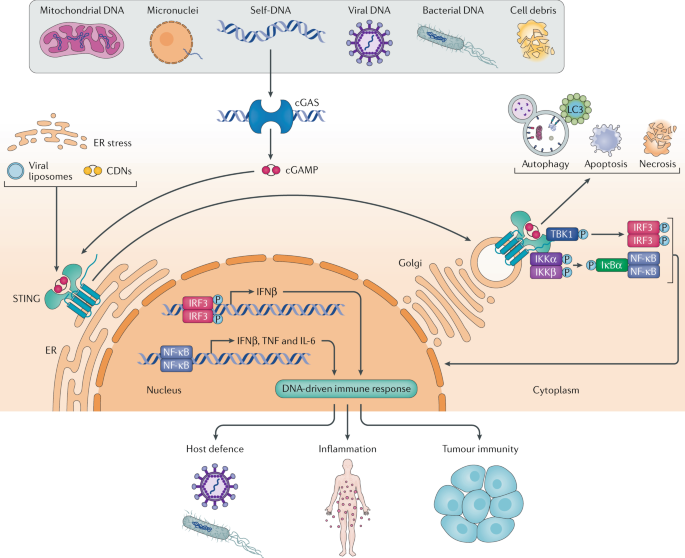 Mitochondrial DNA
Micronuclei
Self-DNA
Viral DNA
Bacterial DNA
Cell debris
cGAS
LC3
ER stress
Viral
liposomes
CDNs
cGAMP
Autophagy
Apoptosis
Necrosis
TBK1
P
IRF3
P
IRF3
P
Golgi
IKKα
P
IKKβ
P
P
IκBα
NF-κB
NF-κB
STING
IFNβ
IRF3
P
IRF3
P
ER
IFNβ, TNF and IL-6
NF-κB
NF-κB
Nucleus
DNA-driven immune response
Cytoplasm
Host defence
Inflammation
Tumour immunity